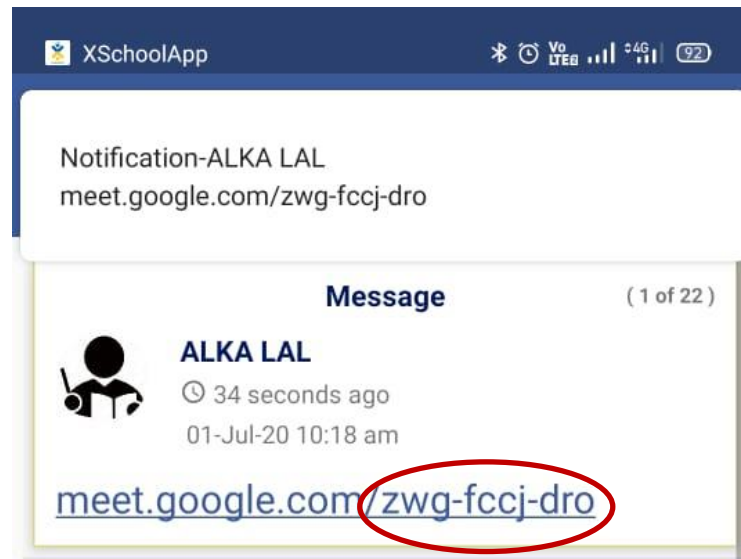 XSchoolApp Vo LTE 4G 92
Notification-ALKA LAL
meet.google.com/zwg-fccj-dro
Message ( 1 of 22 )
ALKA LAL
34 seconds ago
01-Jul-20 10:18 am
meet.google.com/zwg-fccj-dro